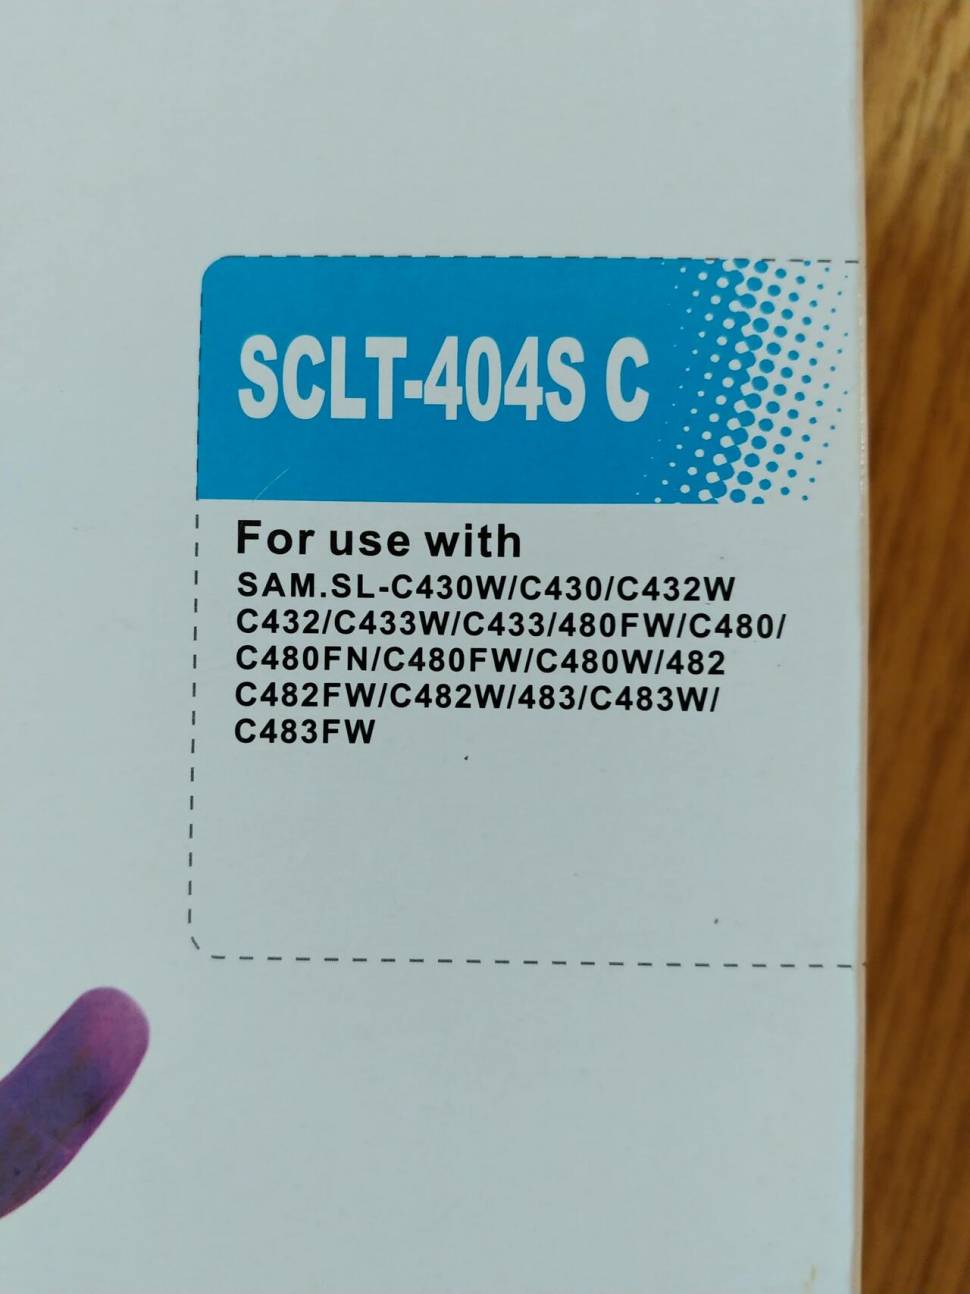 SCLT-404S C
For use with
SAM.SL-C430W/C430/C432W
C432/C433W/C433/480FW/C480/
C480FN/C480FW/C480W/482
C482FW/C482W/483/C483W/
C483FW